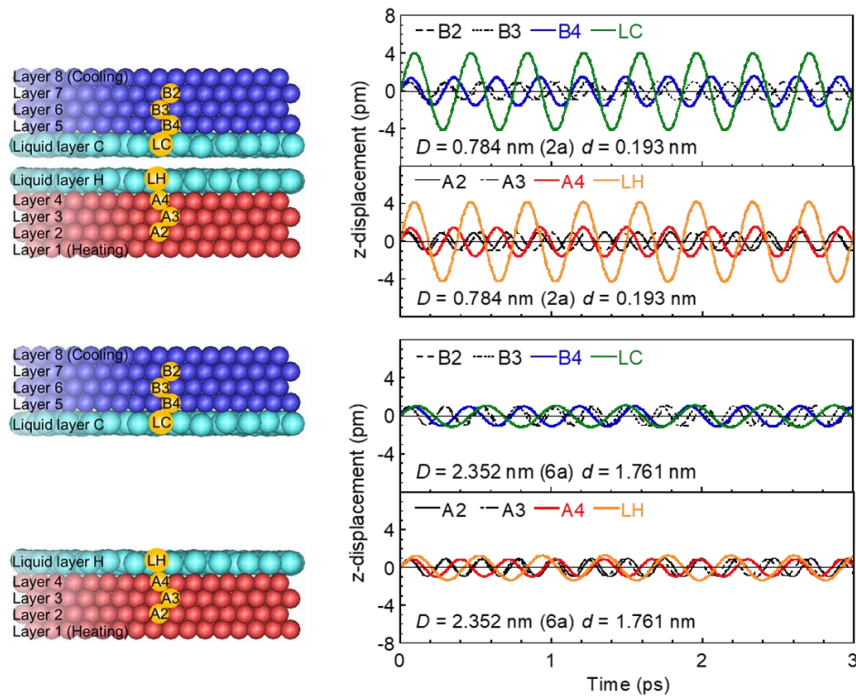 Layer 8 (Cooling)
Layer 7
B2
Layer 6
B3
Layer 5
B4
Liquid layer C
LC
Liquid layer H
LH
Layer 4
A4
Layer 3
A3
Layer 2
A2
Layer 1 (Heating)
B2 B3 B4 LC
4
0
-4
D = 0.784 nm (2a) d = 0.193 nm
A2 A3 A4 LH
4
0
-4
D = 0.784 nm (2a) d = 0.193 nm
z-displacement (pm)
Layer 8 (Cooling)
Layer 7
B2
Layer 6
B3
Layer 5
B4
Liquid layer C
LC
Liquid layer H
LH
Layer 4
A4
Layer 3
A3
Layer 2
A2
Layer 1 (Heating)
B2 B3 B4 LC
4
0
-4
D = 2.352 nm (6a) d = 1.761 nm
A2 A3 A4 LH
4
0
-4
-8
D = 2.352 nm (6a) d = 1.761 nm
z-displacement (pm)
0 1 2 3
Time (ps)